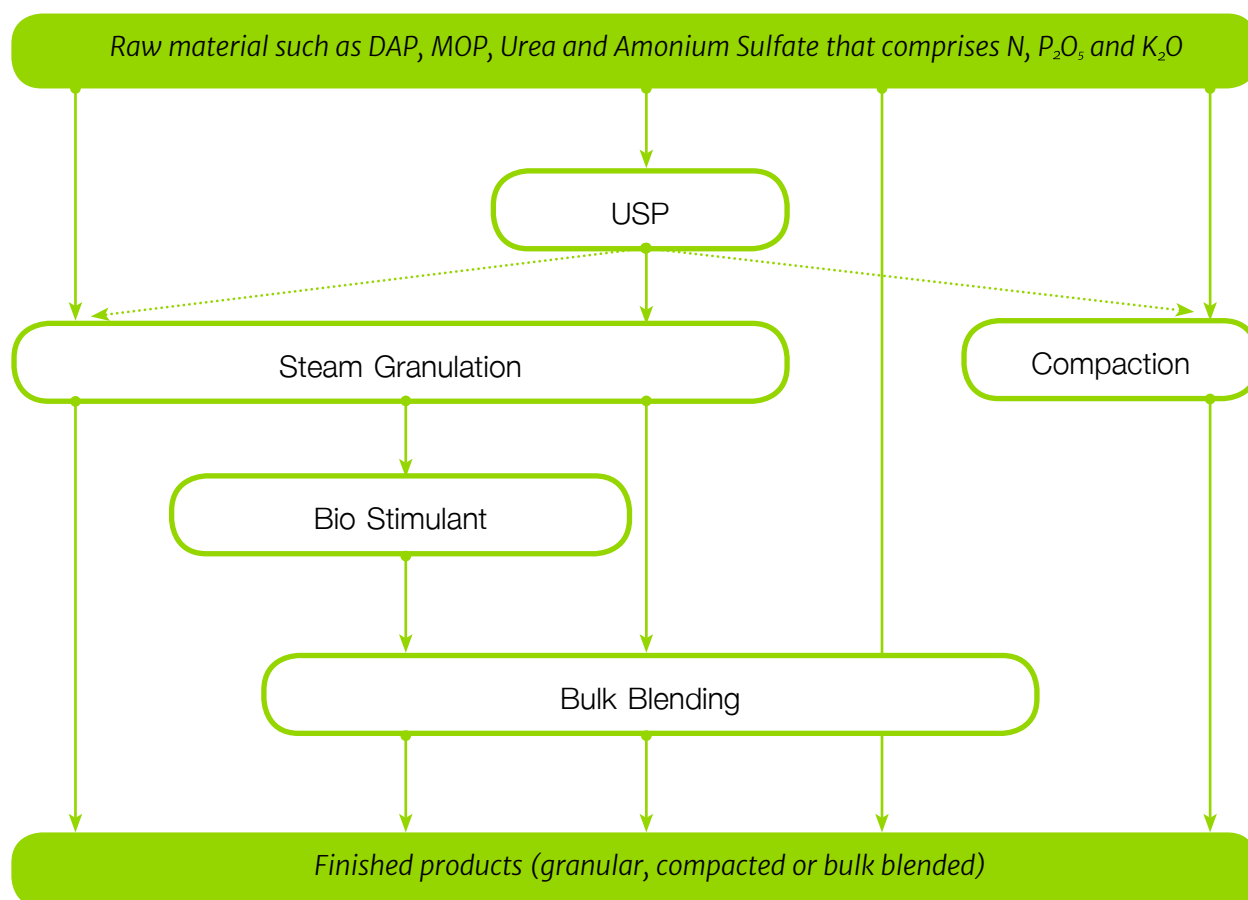 Raw material such as DAP, MOP, Urea and Amonium Sulfate that comprises N, P₂O₅ and K₂O
USP
Steam Granulation
Compaction
Bio Stimulant
Bulk Blending
Finished products (granular, compacted or bulk blended)